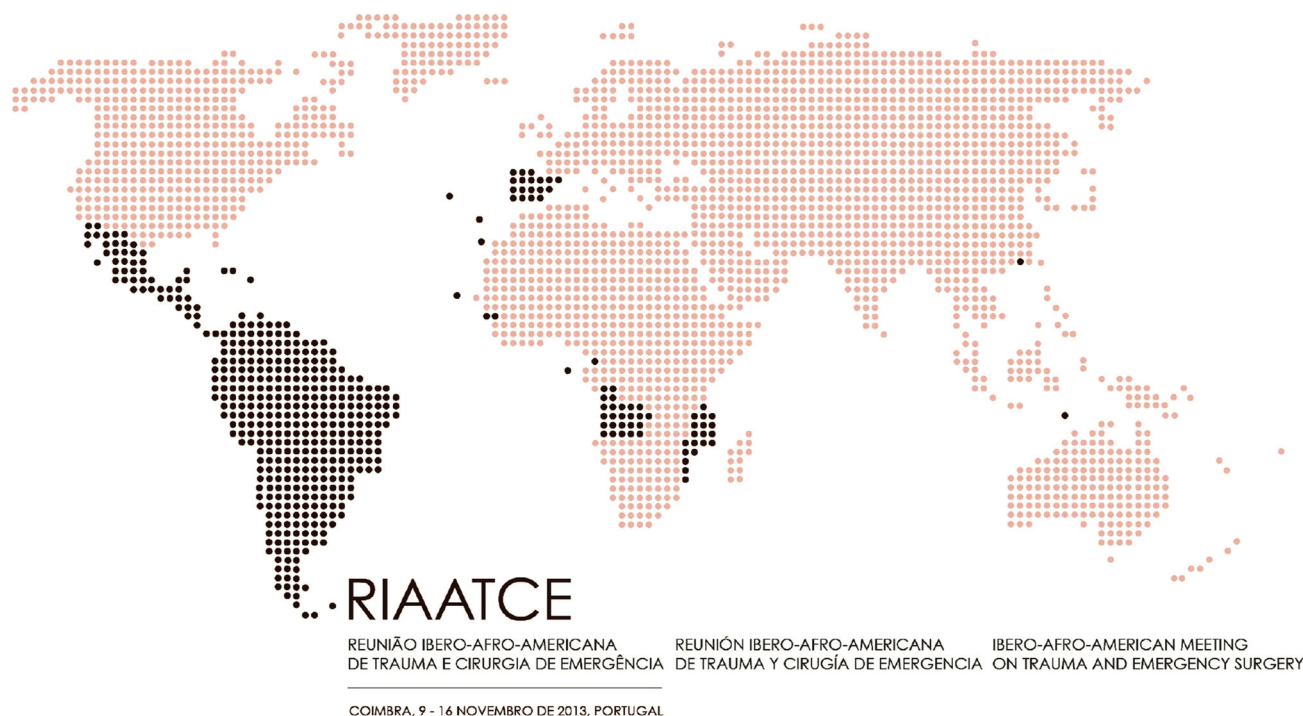 RIAATCE
REUNIÃO IBERO-AFRO-AMERICANA
DE TRAUMA E CIRURGIA DE EMERGÊNCIA
REUNIÓN IBERO-AFRO-AMERICANA
DE TRAUMA Y CIRUGÍA DE EMERGENCIA
IBERO-AFRO-AMERICAN MEETING
ON TRAUMA AND EMERGENCY SURGERY
COIMBRA, 9 - 16 NOVEMBRO DE 2013, PORTUGAL